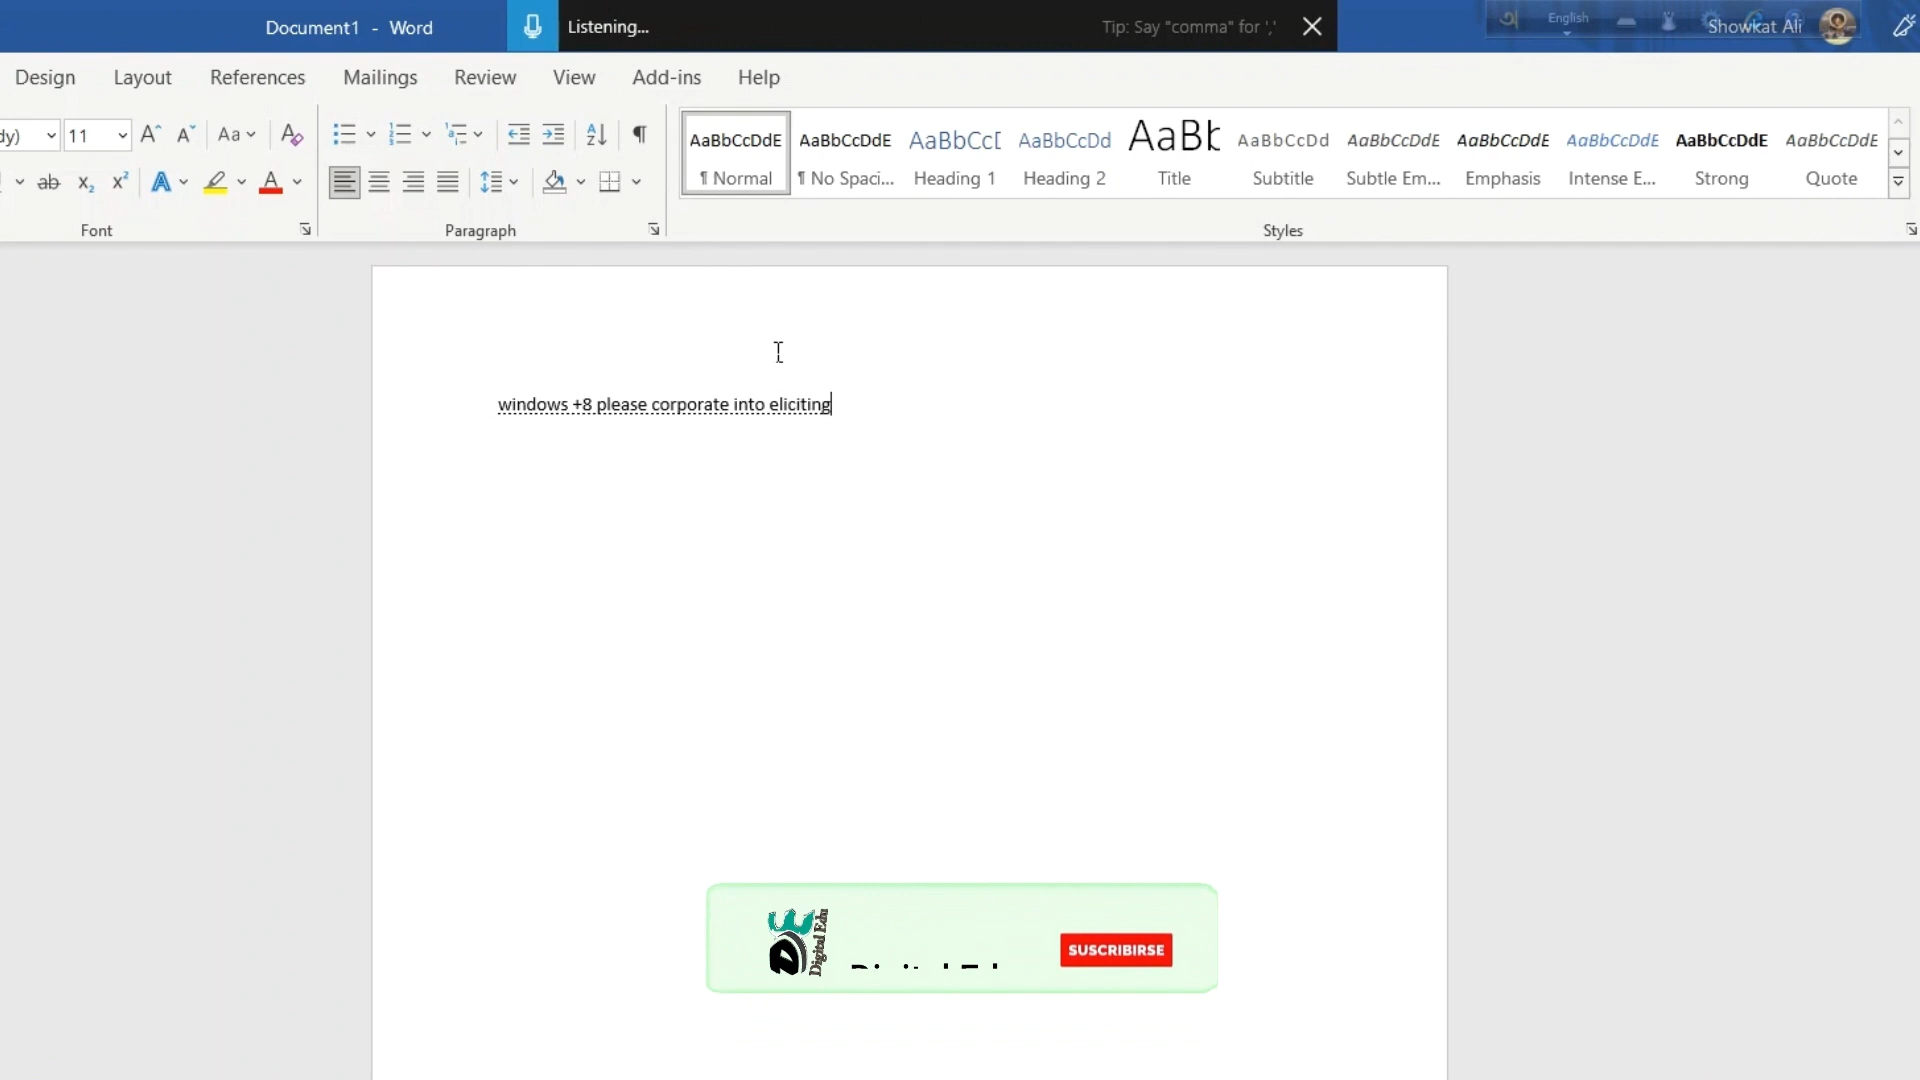 Document1 - Word
Listening...
Tip: Say "comma" for ','
English
Showkat Ali
Design Layout References Mailings Review View Add-ins Help
dy) 11 Aa
AaBbCcDdE AaBbCcDdE AaBbCc AaBbCcDd AaBb AaBbCcDd AaBbCcDdE AaBbCcDdE AaBbCcDdE AaBbCcDdE AaBbCcDdE
¶ Normal ¶ No Spaci... Heading 1 Heading 2 Title Subtitle Subtle Em... Emphasis Intense E... Strong Quote
Font Paragraph Styles
windows +8 please corporate into eliciting
Digital Edu
SUSCRIBIRSE